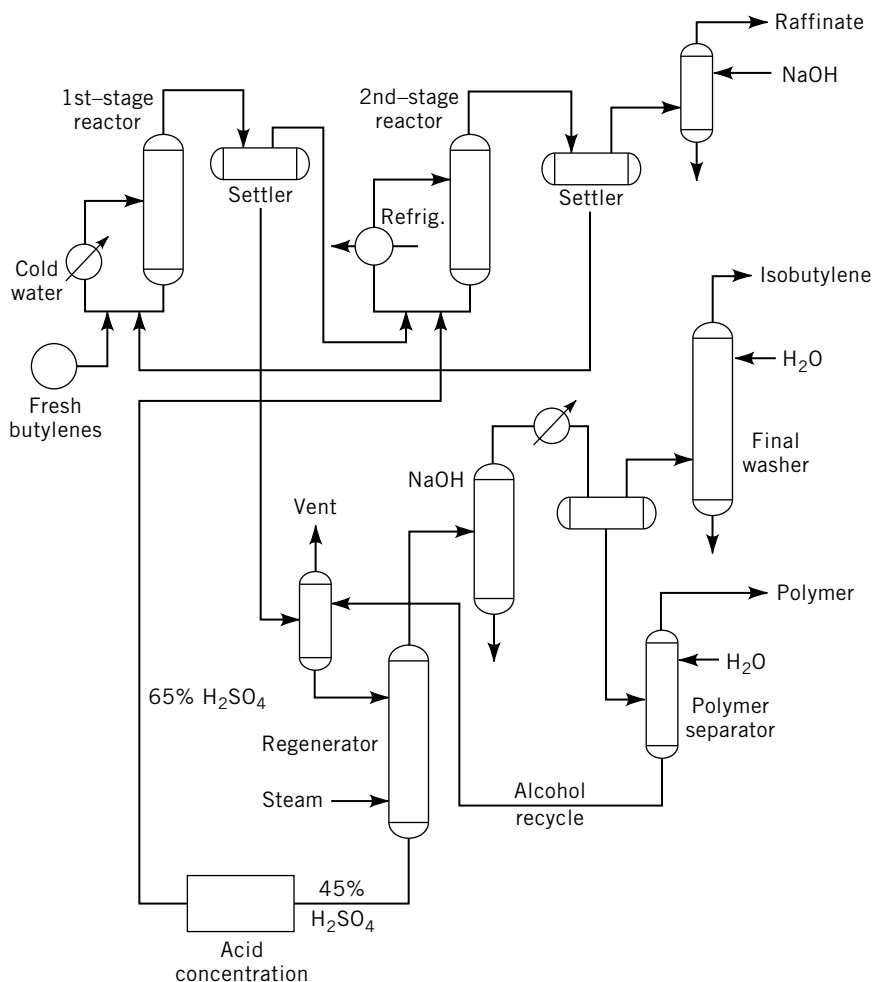 Raffinate
NaOH
1st–stage
reactor
2nd–stage
reactor
Settler
Settler
Refrig.
Cold
water
Isobutylene
H₂O
Fresh
butylenes
Final
washer
NaOH
Vent
Polymer
H₂O
65% H₂SO₄
Polymer
separator
Regenerator
Steam
Alcohol
recycle
45%
H₂SO₄
Acid
concentration